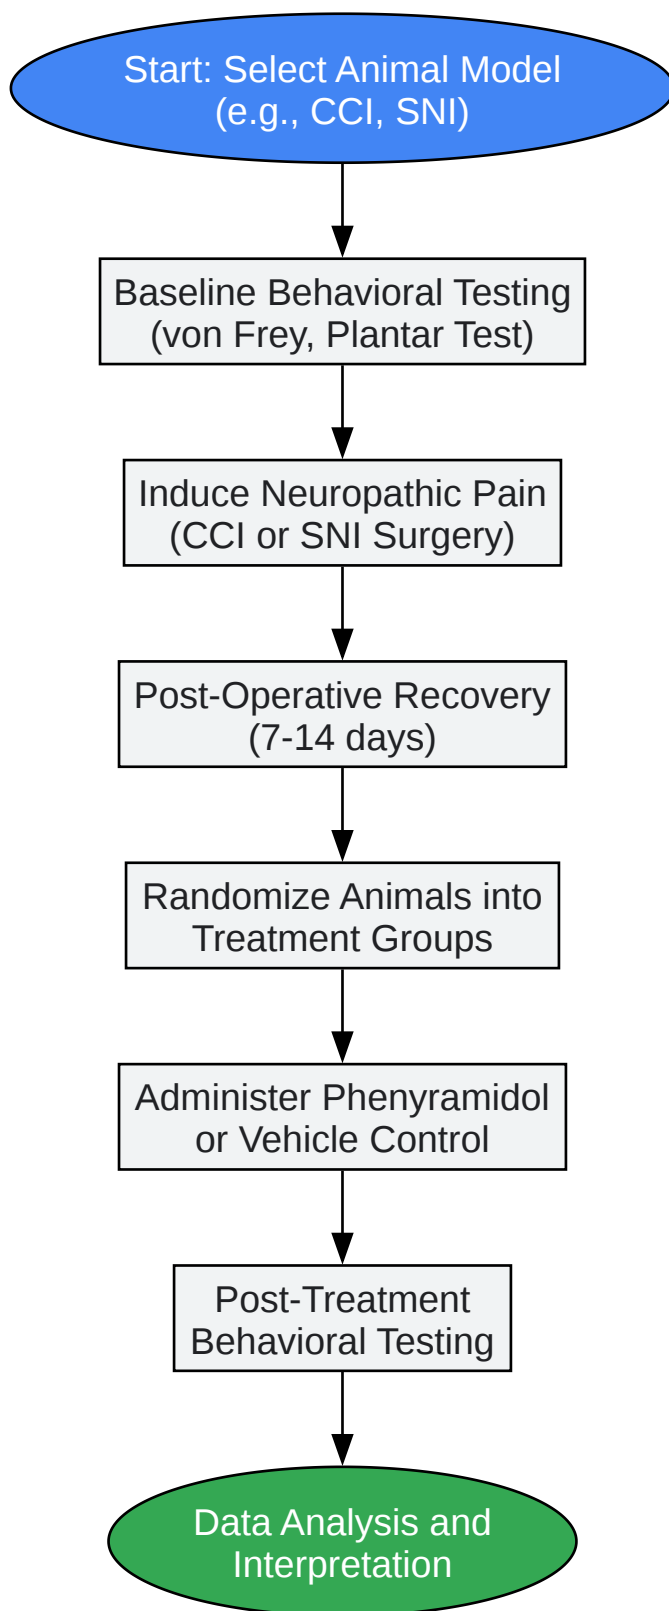 Start: Select Animal Model
(e.g., CCI, SNI)
Baseline Behavioral Testing
(von Frey, Plantar Test)
Induce Neuropathic Pain
(CCI or SNI Surgery)
Post-Operative Recovery
(7-14 days)
Randomize Animals into
Treatment Groups
Administer Phenyramidol
or Vehicle Control
Post-Treatment
Behavioral Testing
Data Analysis and
Interpretation